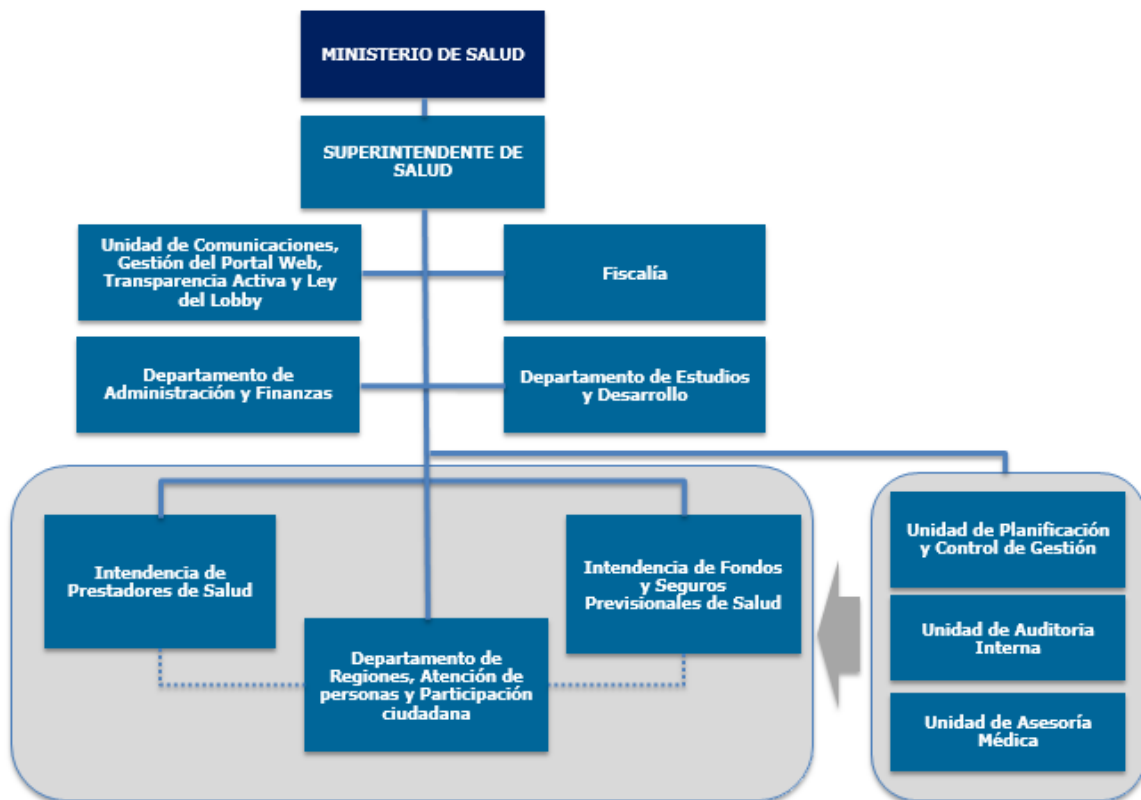 MINISTERIO DE SALUD
SUPERINTENDENTE DE
SALUD
Unidad de Comunicaciones,
Gestión del Portal Web,
Transparencia Activa y Ley
del Lobby
Fiscalía
Departamento de
Administración y Finanzas
Departamento de Estudios
y Desarrollo
Intendencia de
Prestadores de Salud
Intendencia de Fondos
y Seguros
Previsionales de Salud
Departamento de
Regiones, Atención de
personas y Participación
ciudadana
Unidad de Planificación
y Control de Gestión
Unidad de Auditoria
Interna
Unidad de Asesoría
Médica